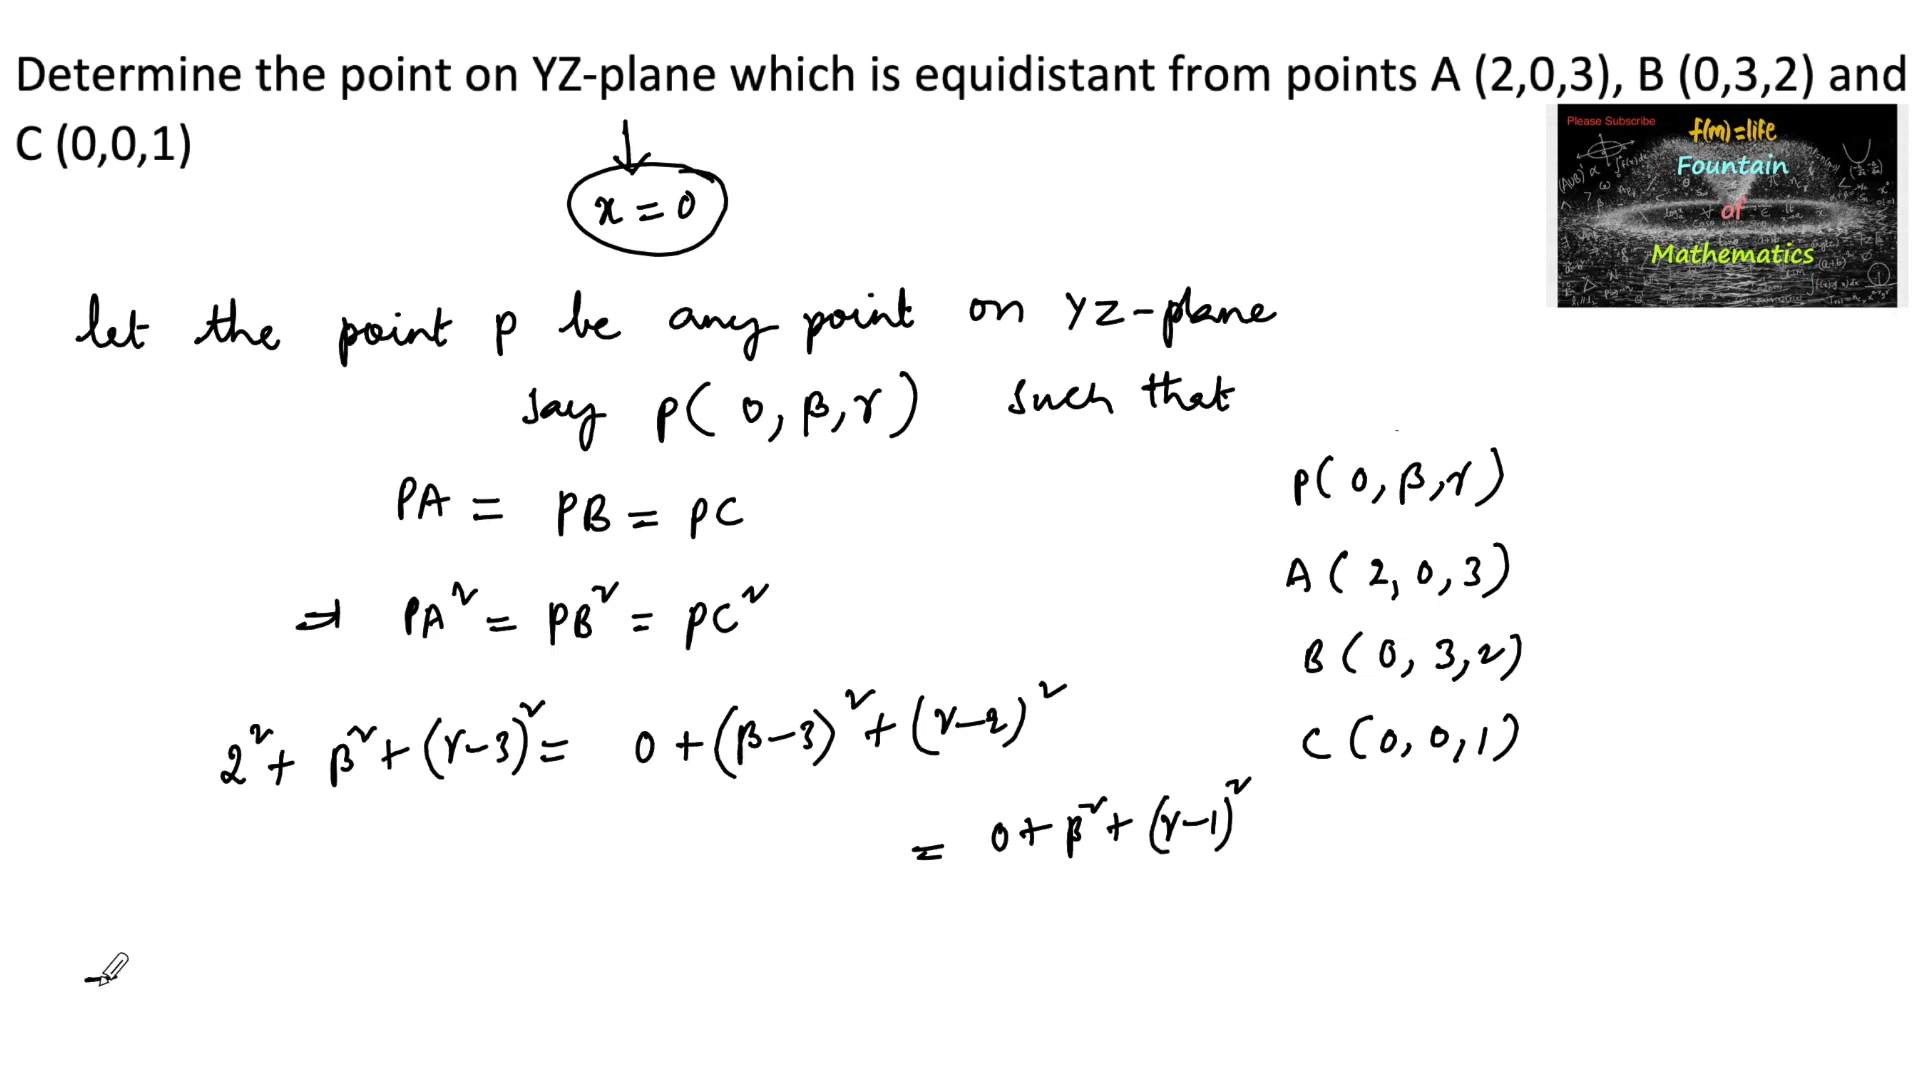 Determine the point on YZ-plane which is equidistant from points A (2,0,3), B (0,3,2) and
C (0,0,1)
Please Subscribe
f(m)=life
Fountain
of
Mathematics
x = 0
let the point P be any point on YZ-plane
say P( 0, β, γ) such that
PA = PB = PC
⇒ PA² = PB² = PC²
2² + β² + (γ-3)² = 0 + (β-3)² + (γ-2)²
= 0 + β² + (γ-1)²
P( 0, β, γ)
A ( 2, 0, 3)
B ( 0, 3, 2)
C ( 0, 0, 1)